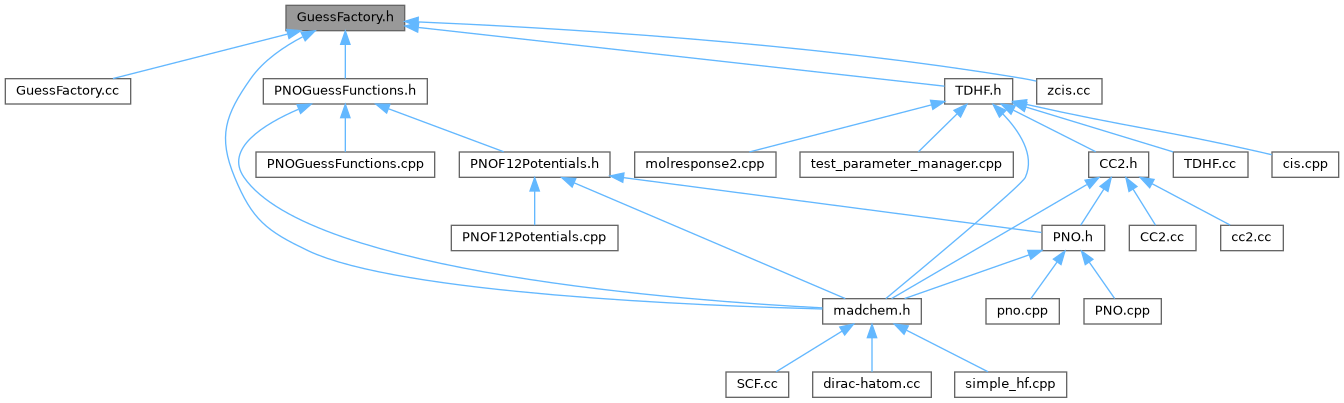 GuessFactory.h
GuessFactory.cc
PNOGuessFunctions.h
TDHF.h
zcis.cc
PNOGuessFunctions.cpp
PNOF12Potentials.h
molresponse2.cpp
test_parameter_manager.cpp
CC2.h
TDHF.cc
cis.cpp
PNOF12Potentials.cpp
PNO.h
CC2.cc
cc2.cc
madchem.h
pno.cpp
PNO.cpp
SCF.cc
dirac-hatom.cc
simple_hf.cpp